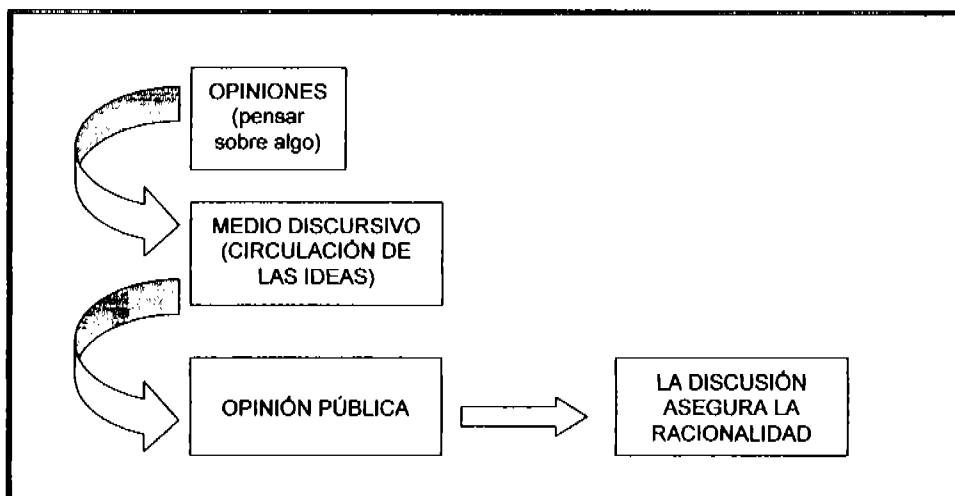 OPINIONES
(pensar
sobre algo)
MEDIO DISCURSIVO
(CIRCULACIÓN DE
LAS IDEAS)
OPINIÓN PÚBLICA
LA DISCUSIÓN
ASEGURA LA
RACIONALIDAD